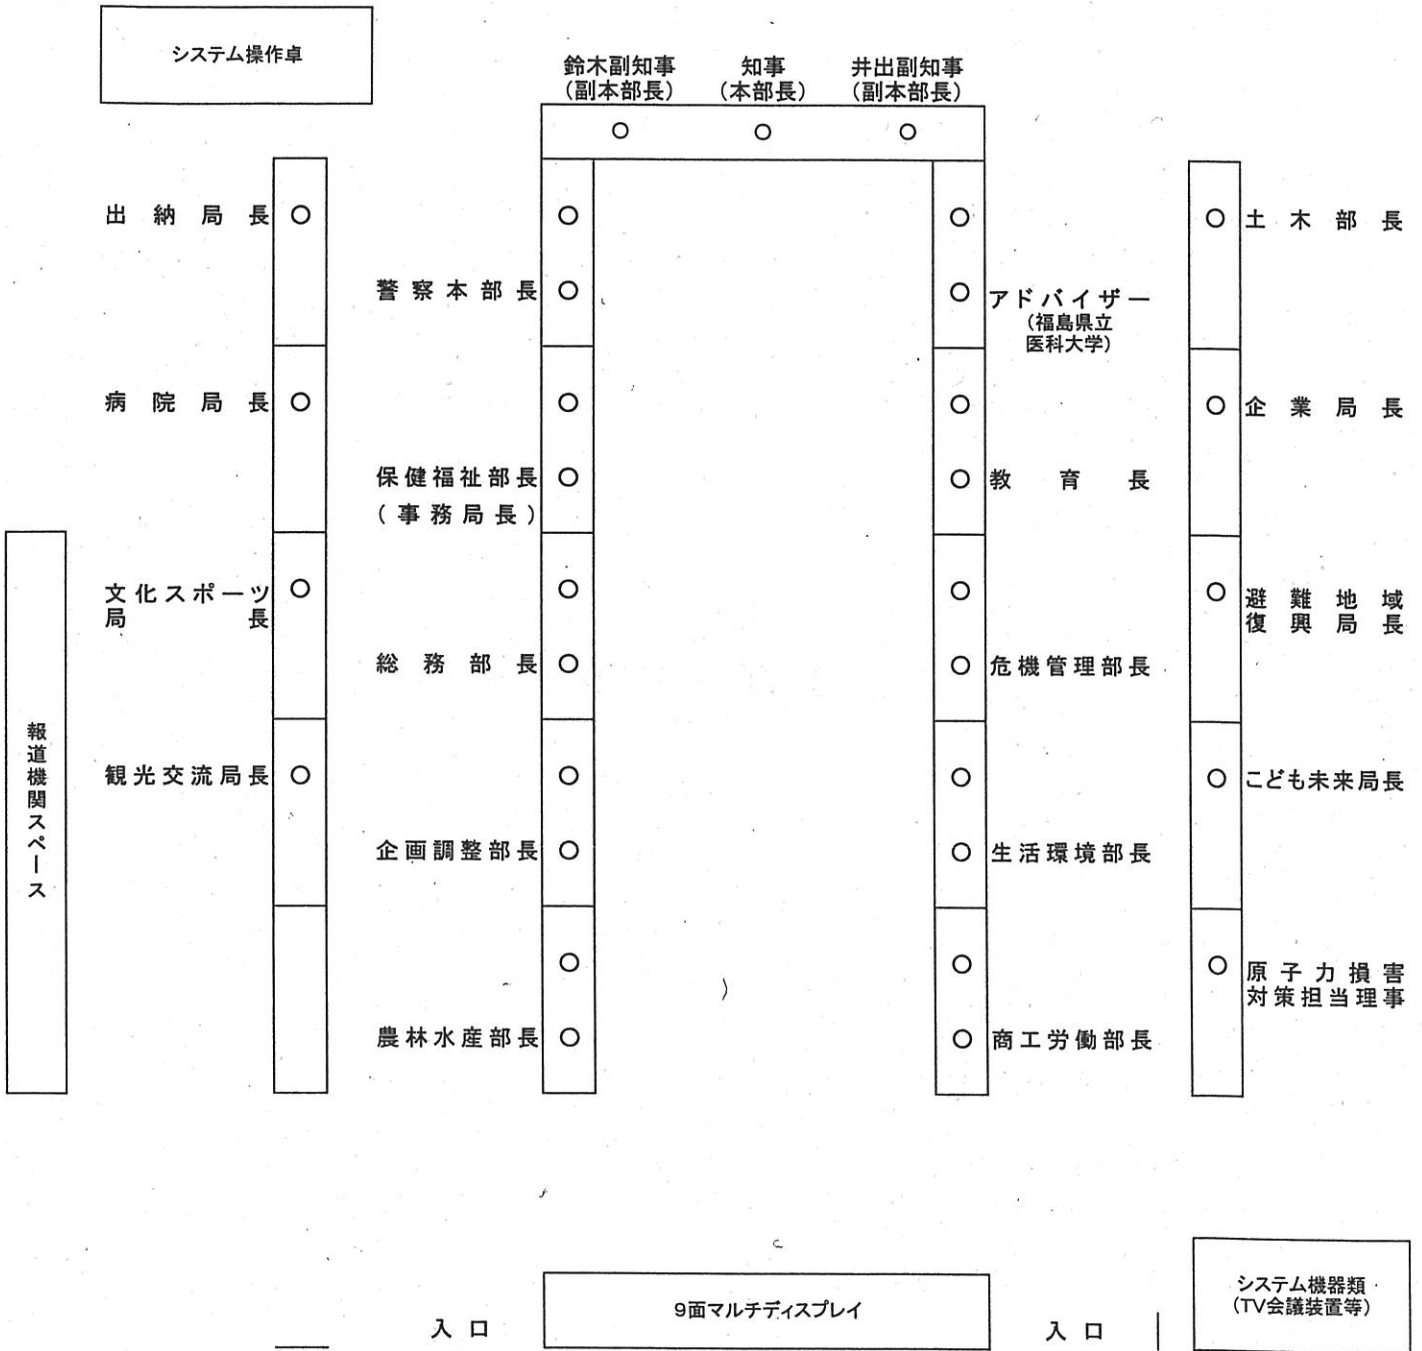 システム操作卓
鈴木副知事
（副本部長）
知事
（本部長）
井出副知事
（副本部長）
出納局長
警察本部長
アドバイザー
（福島県立
医科大学）
土木部長
病院局長
保健福祉部長
（事務局長）
教育長
企業局長
文化スポーツ
局長
総務部長
危機管理部長
避難地域
復興局長
報道機関スペース
観光交流局長
企画調整部長
生活環境部長
こども未来局長
農林水産部長
商工労働部長
原子力損害
対策担当理事
入口
9面マルチディスプレイ
入口
システム機器類
（TV会議装置等）